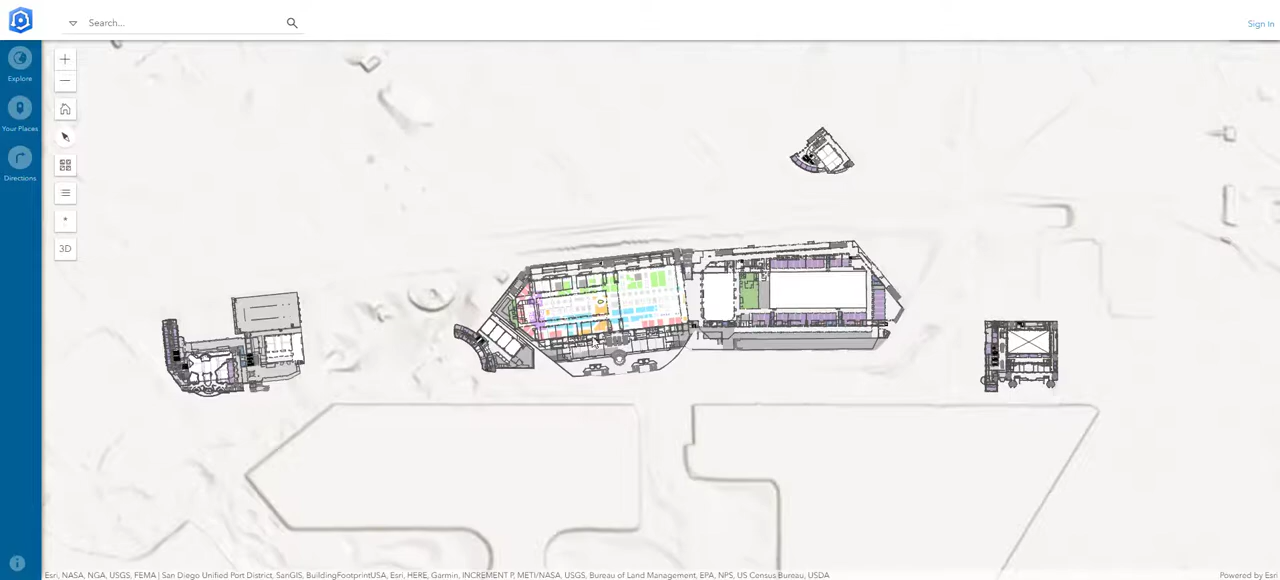 Search...
Sign In
Explore
Your Places
Directions
3D
Esri, NASA, NGA, USGS, FEMA | San Diego Unified Port District, SanGIS, BuildingFootprintUSA, Esri, HERE, Garmin, INCREMENT P, METI/NASA, USGS, Bureau of Land Management, EPA, NPS, US Census Bureau, USDA
Powered by Esri